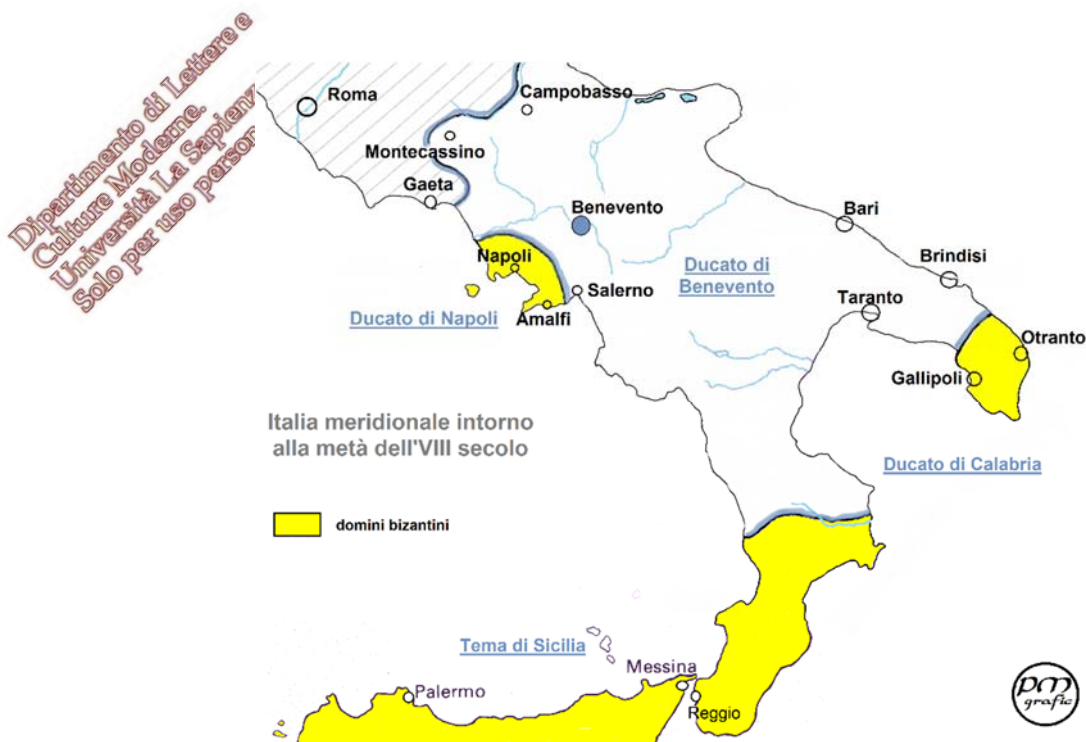 Dipartimento di Lettere e
Culture Moderne.
Università La Sapienz
Solo per uso person
Roma
Campobasso
Montecassino
Gaeta
Benevento
Bari
Napoli
Ducato di
Benevento
Brindisi
Salerno
Taranto
Ducato di Napoli
Amalfi
Otranto
Gallipoli
Italia meridionale intorno
alla metà dell'VIII secolo
Ducato di Calabria
domini bizantini
Tema di Sicilia
Messina
Palermo
Reggio
pm
grafic